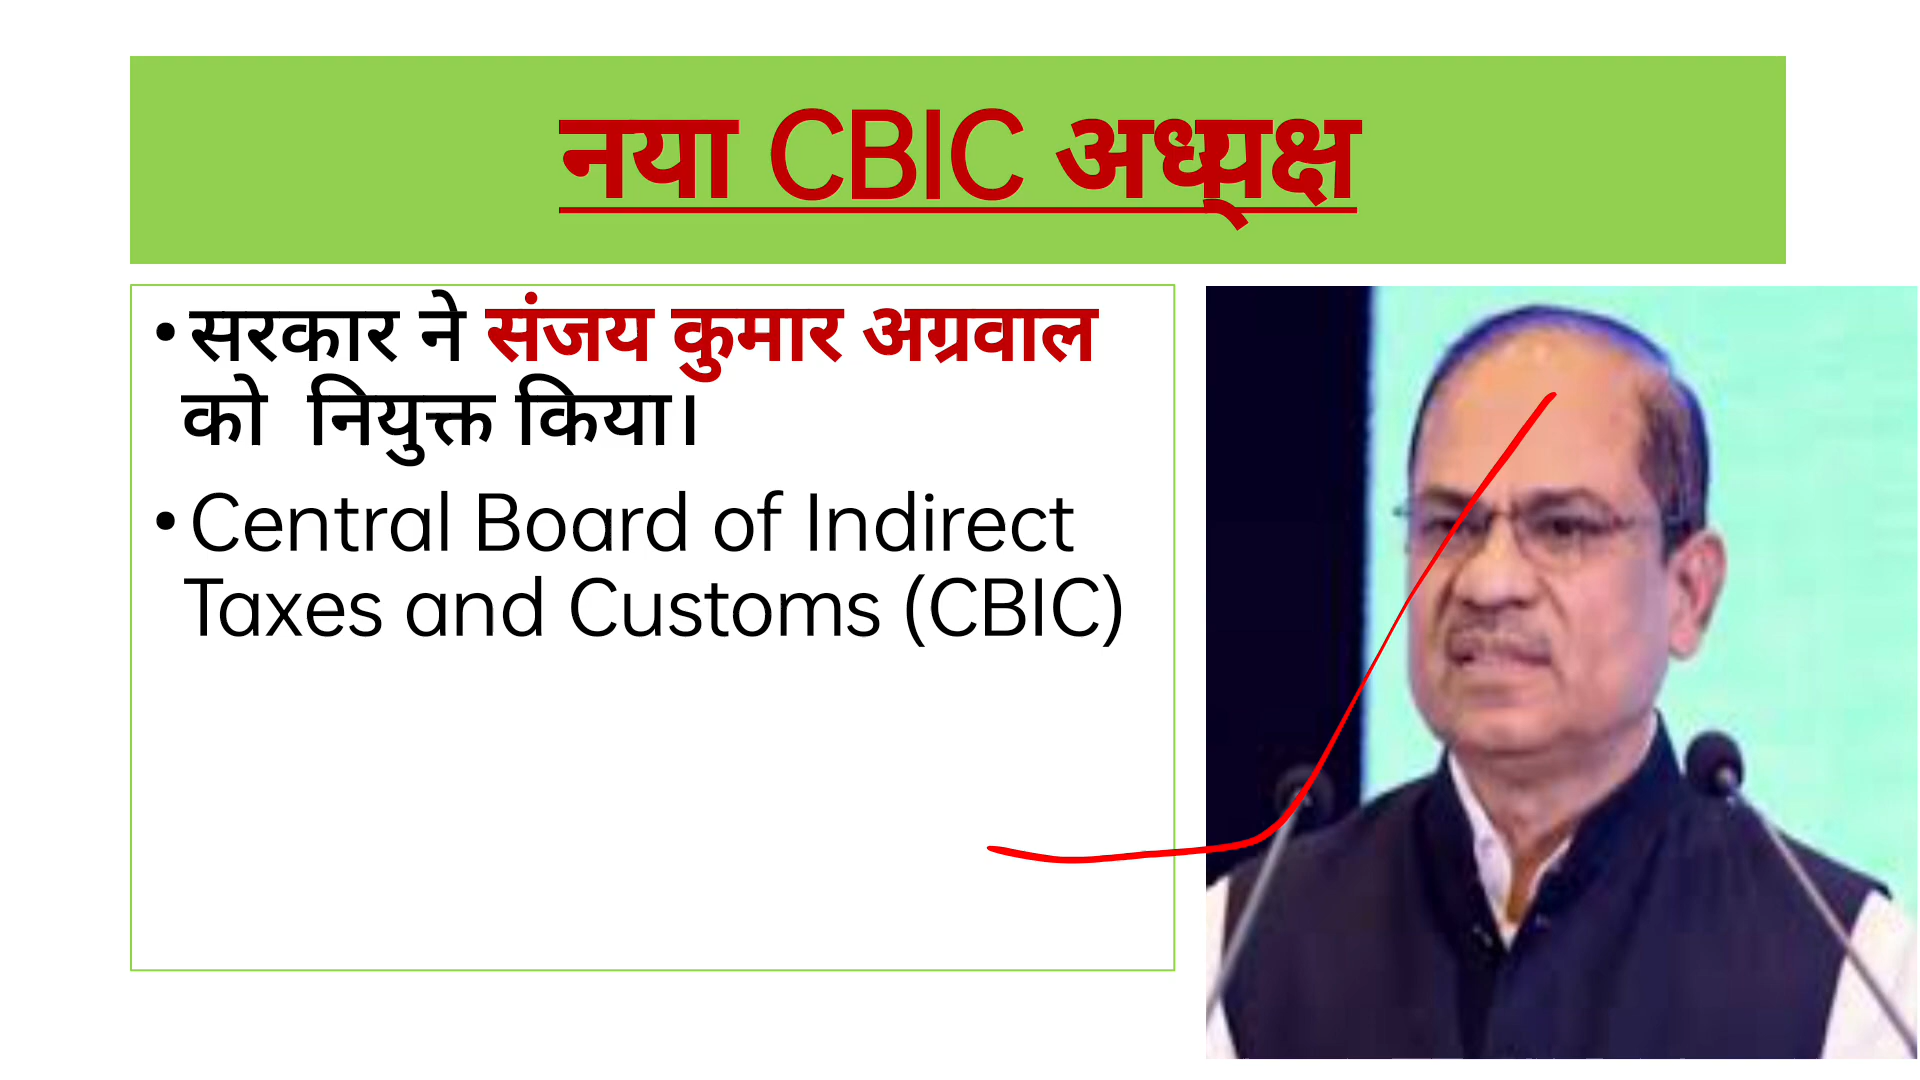 नया CBIC अध्यक्ष
• सरकार ने संजय कुमार अग्रवाल
को नियुक्त किया।
• Central Board of Indirect
Taxes and Customs (CBIC)